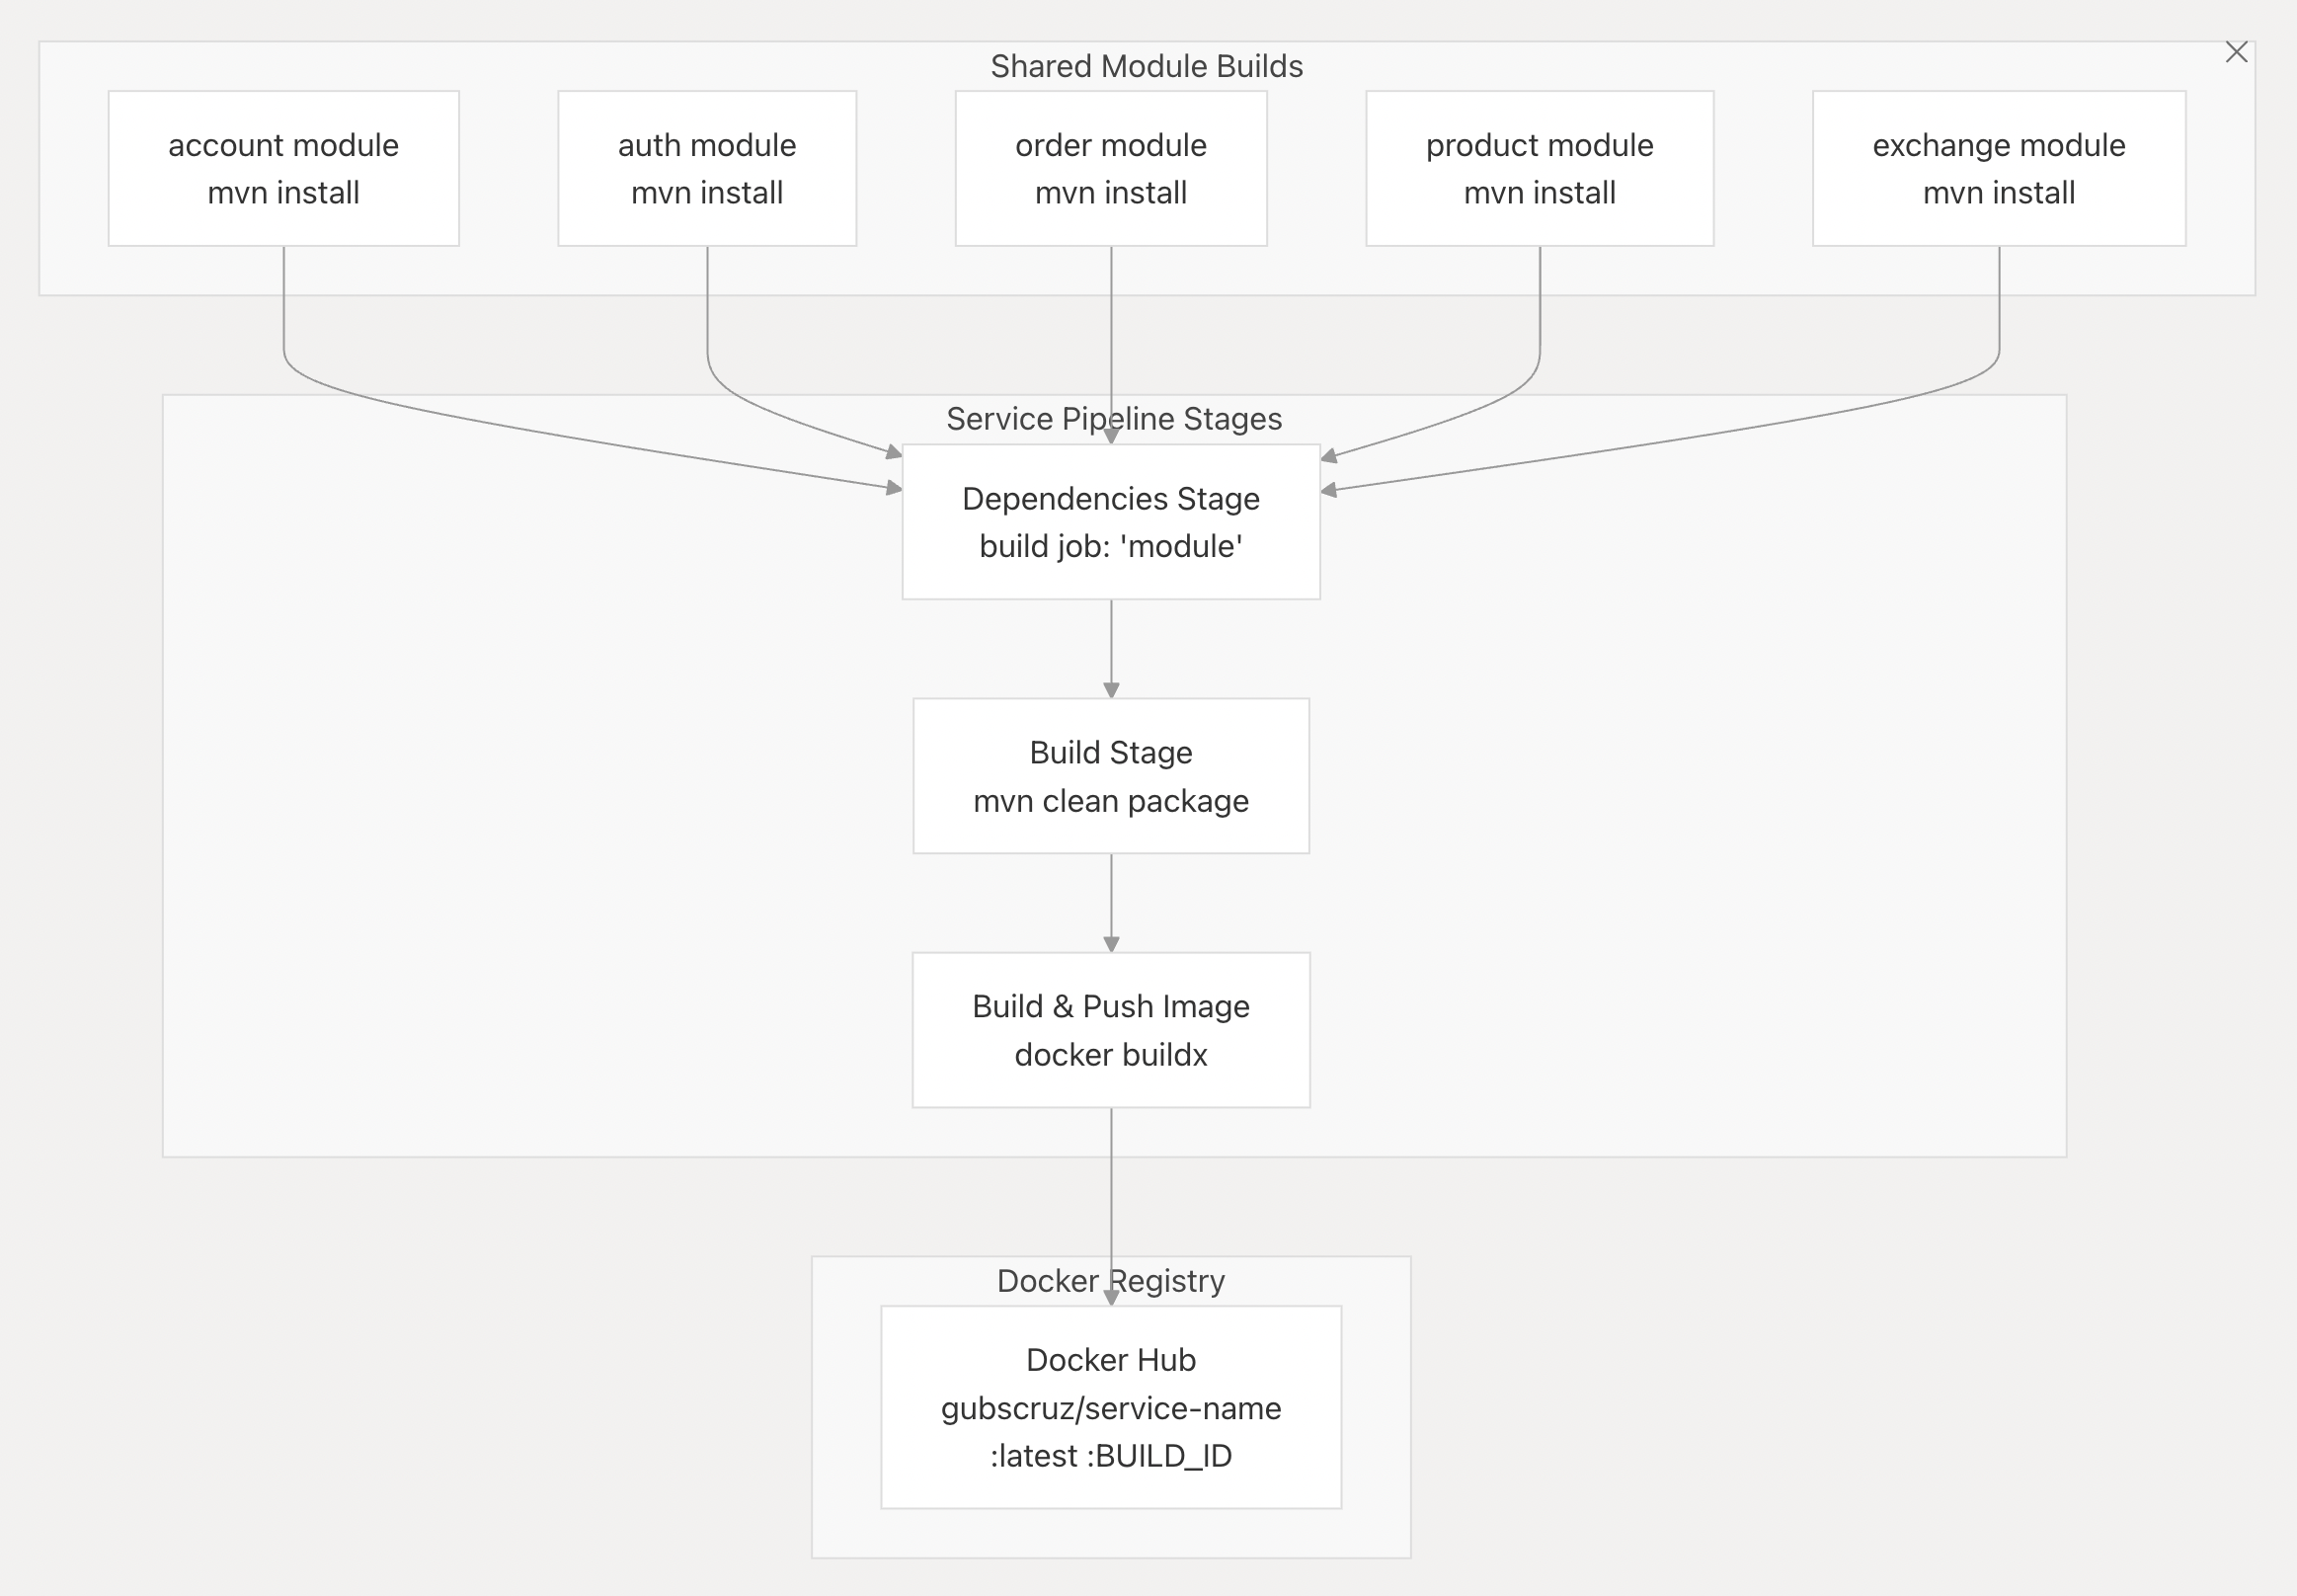 Shared Module Builds
account module
mvn install
auth module
mvn install
order module
mvn install
product module
mvn install
exchange module
mvn install
Service Pipeline Stages
Dependencies Stage
build job: 'module'
Build Stage
mvn clean package
Build & Push Image
docker buildx
Docker Registry
Docker Hub
gubscruz/service-name
:latest :BUILD_ID